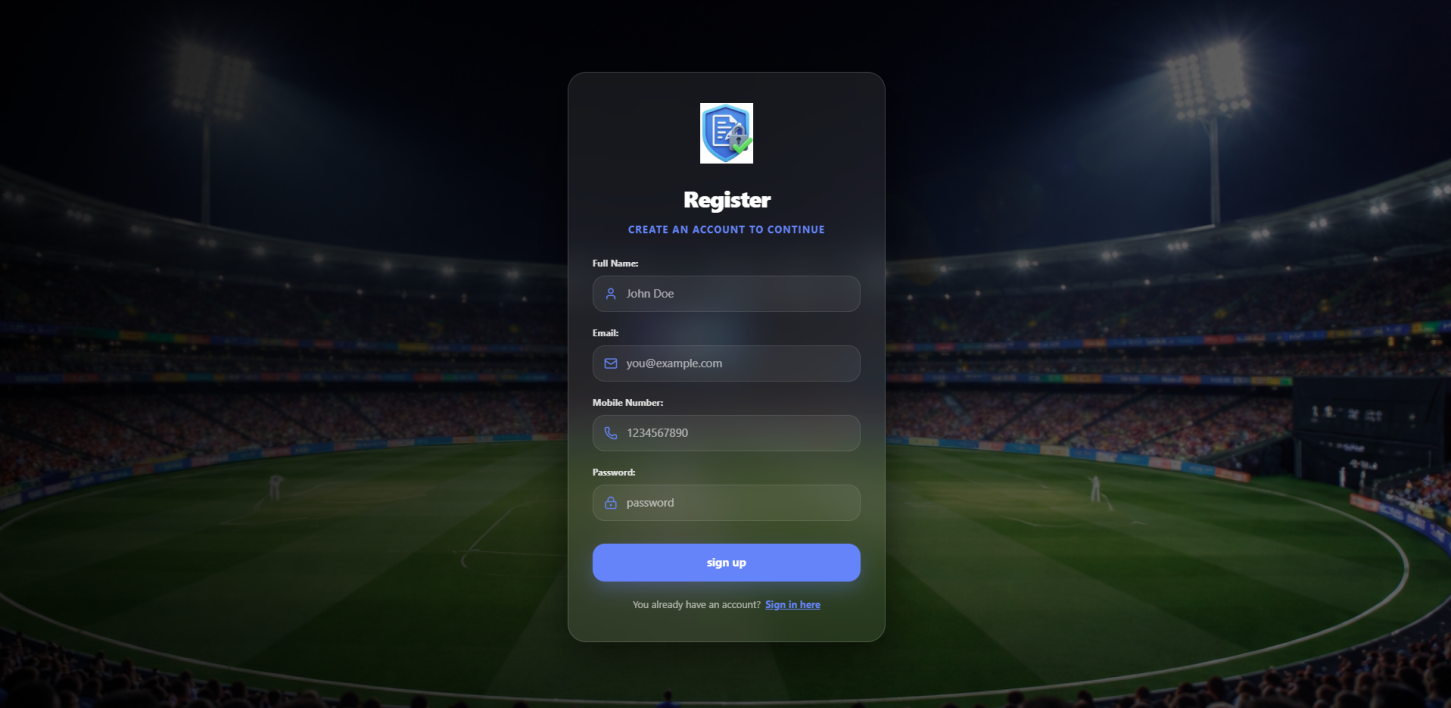 Register
CREATE AN ACCOUNT TO CONTINUE
Full Name:
John Doe
Email:
you@example.com
Mobile Number:
1234567890
Password:
password
sign up
You already have an account? Sign in here